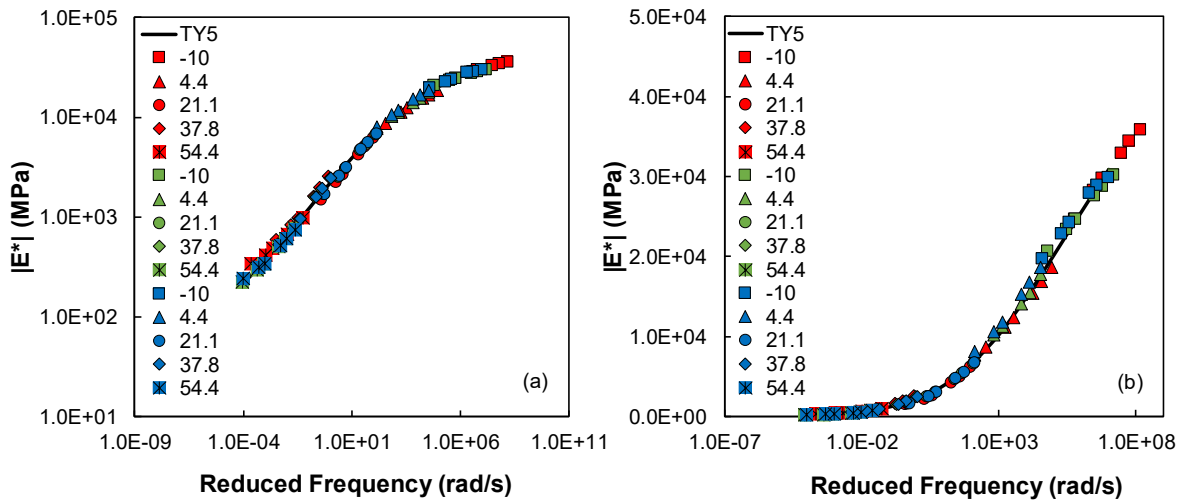 1.0E+05
1.0E+04
1.0E+03
1.0E+02
1.0E+01
|E*| (MPa)
TY5
-10
4.4
21.1
37.8
54.4
-10
4.4
21.1
37.8
54.4
-10
4.4
21.1
37.8
54.4
(a)
1.0E-09
1.0E-04
1.0E+01
1.0E+06
1.0E+11
Reduced Frequency (rad/s)
5.0E+04
4.0E+04
3.0E+04
2.0E+04
1.0E+04
0.0E+00
|E*| (MPa)
TY5
-10
4.4
21.1
37.8
54.4
-10
4.4
21.1
37.8
54.4
-10
4.4
21.1
37.8
54.4
(b)
1.0E-07
1.0E-02
1.0E+03
1.0E+08
Reduced Frequency (rad/s)